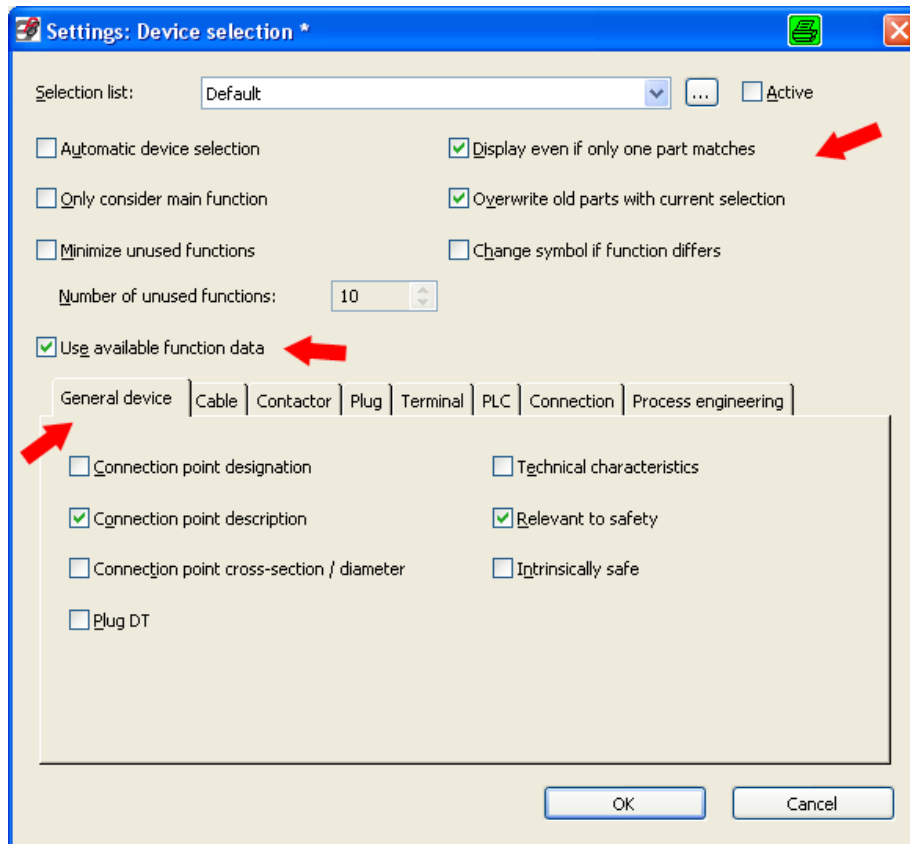 Settings: Device selection *
Selection list: Default ... Active
Automatic device selection Display even if only one part matches
Only consider main function Overwrite old parts with current selection
Minimize unused functions Change symbol if function differs
Number of unused functions: 10
Use available function data
General device Cable Contactor Plug Terminal PLC Connection Process engineering
Connection point designation Technical characteristics
Connection point description Relevant to safety
Connection point cross-section / diameter Intrinsically safe
Plug DT
OK Cancel